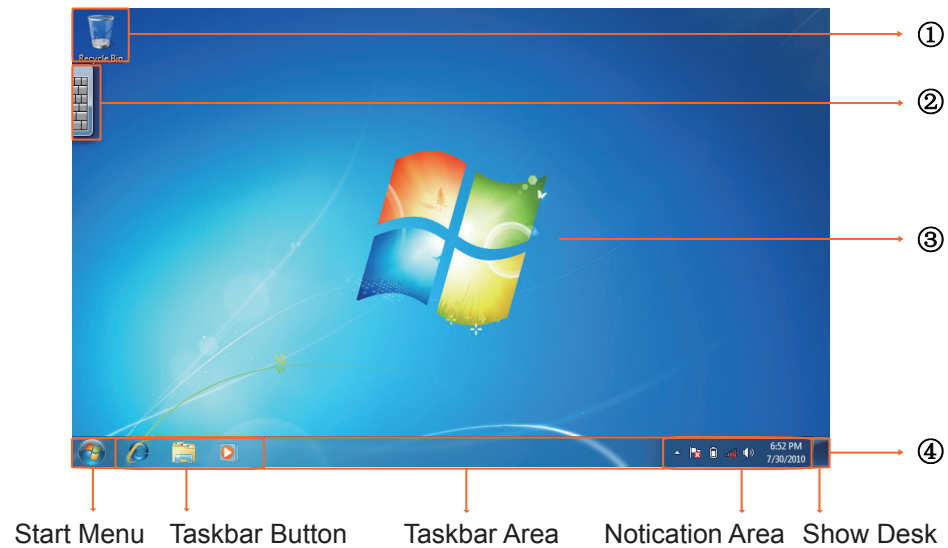 ①
Recycle Bin
②
③
6:52 PM
④
7/30/2010
Start Menu Taskbar Button Taskbar Area Notication Area Show Desk